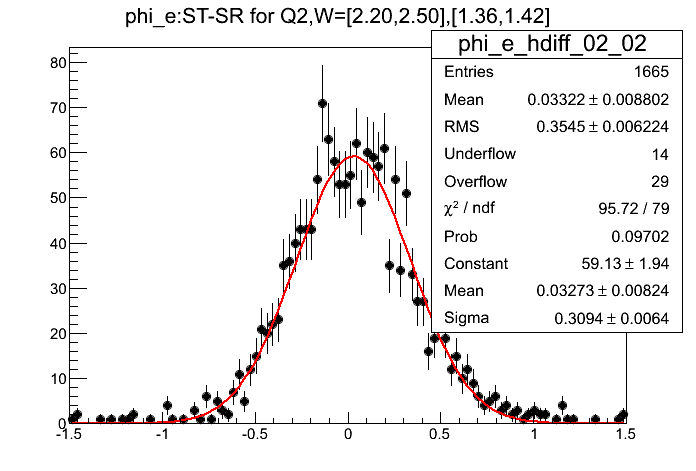 phi_e:ST-SR for Q2,W=[2.20,2.50],[1.36,1.42]
phi_e_hdiff_02_02
Entries 1665
Mean 0.03322 ± 0.008802
RMS 0.3545 ± 0.006224
Underflow 14
Overflow 29
χ² / ndf 95.72 / 79
Prob 0.09702
Constant 59.13 ± 1.94
Mean 0.03273 ± 0.00824
Sigma 0.3094 ± 0.0064
80
70
60
50
40
30
20
10
0
-1.5 -1 -0.5 0 0.5 1 1.5